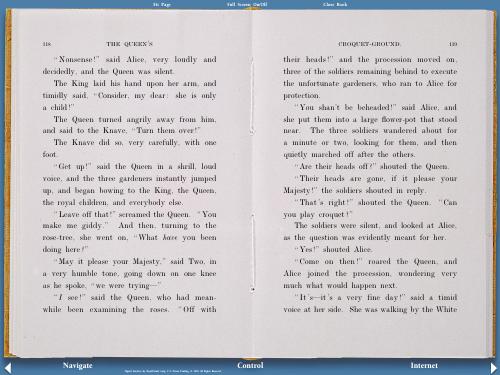 Full Screen On/Off
Close Book
118
THE QUEEN'S
"Nonsense!" said Alice, very loudly and
decidedly, and the Queen was silent.
The King laid his hand upon her arm, and
timidly said, "Consider, my dear: she is only
a child!"
The Queen turned angrily away from him,
and said to the Knave, "Turn them over!"
The Knave did so, very carefully, with one
foot.
"Get up!" said the Queen in a shrill, loud
voice, and the three gardeners instantly jumped
up, and began bowing to the King, the Queen,
the royal children, and everybody else.
"Leave off that!" screamed the Queen. "You
make me giddy." And then, turning to the
rose-tree, she went on, "What have you been
doing here?"
"May it please your Majesty," said Two, in
a very humble tone, going down on one knee
as he spoke, "we were trying—"
"I see!" said the Queen, who had mean-
while been examining the roses. "Off with
CROQUET-GROUND.
119
their heads!" and the procession moved on,
three of the soldiers remaining behind to execute
the unfortunate gardeners, who ran to Alice for
protection.
"You shan't be beheaded!" said Alice, and
she put them into a large flower-pot that stood
near. The three soldiers wandered about for
a minute or two, looking for them, and then
quietly marched off after the others.
"Are their heads off?" shouted the Queen.
"Their heads are gone, if it please your
Majesty!" the soldiers shouted in reply.
"That's right!" shouted the Queen. "Can
you play croquet?"
The soldiers were silent, and looked at Alice,
as the question was evidently meant for her.
"Yes!" shouted Alice.
"Come on then!" roared the Queen, and
Alice joined the procession, wondering very
much what would happen next.
"It's—it's a very fine day!" said a timid
voice at her side. She was walking by the White
Navigate
Control
Internet